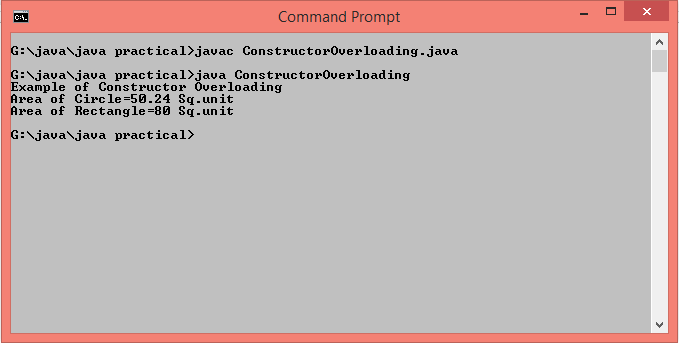 Command Prompt
G:\java\java practical>javac ConstructorOverloading.java
G:\java\java practical>java ConstructorOverloading
Example of Constructor Overloading
Area of Circle=50.24 Sq.unit
Area of Rectangle=80 Sq.unit
G:\java\java practical>